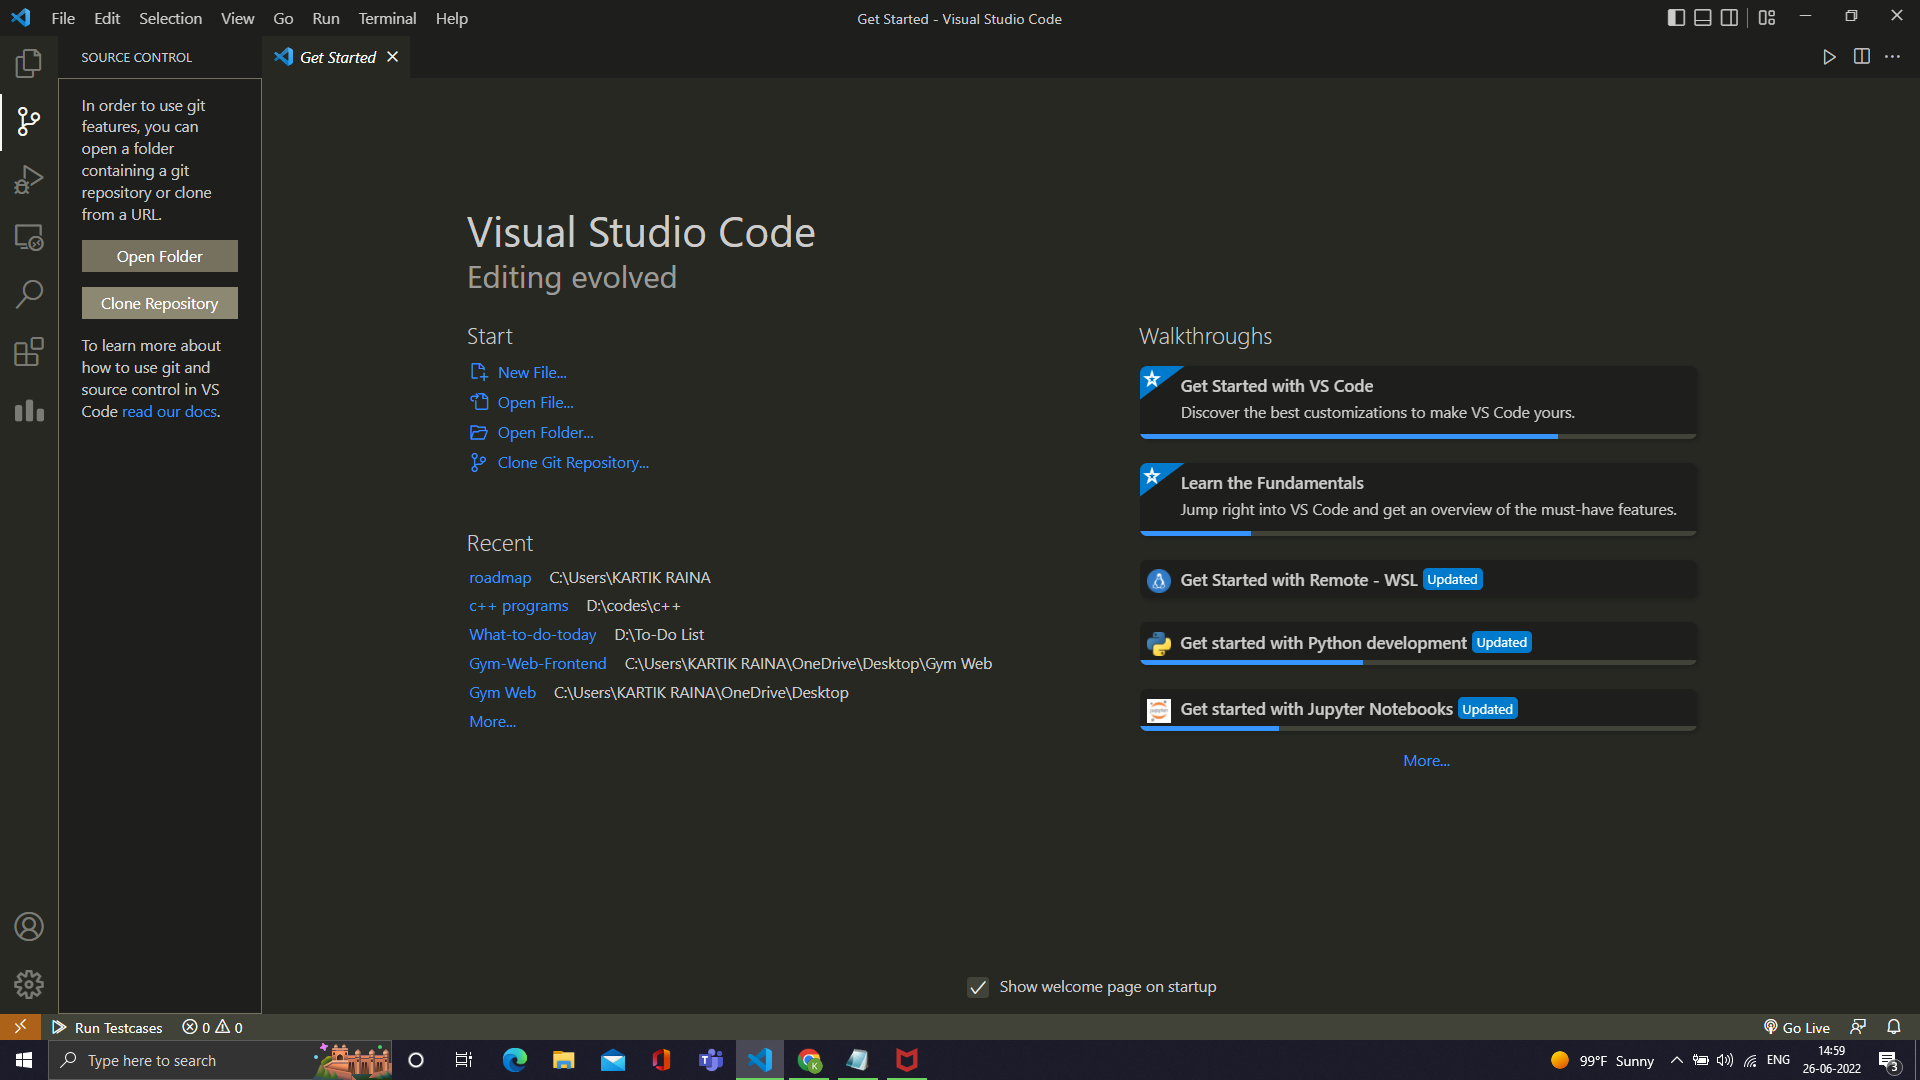 File Edit Selection View Go Run Terminal Help
Get Started - Visual Studio Code
SOURCE CONTROL
Get Started
In order to use git
features, you can
open a folder
containing a git
repository or clone
from a URL.
Open Folder
Clone Repository
To learn more about
how to use git and
source control in VS
Code read our docs.
Visual Studio Code
Editing evolved
Start
New File...
Open File...
Open Folder...
Clone Git Repository...
Recent
roadmap C:\Users\KARTIK RAINA
c++ programs D:\codes\c++
What-to-do-today D:\To-Do List
Gym-Web-Frontend C:\Users\KARTIK RAINA\OneDrive\Desktop\Gym Web
Gym Web C:\Users\KARTIK RAINA\OneDrive\Desktop
More...
Walkthroughs
Get Started with VS Code
Discover the best customizations to make VS Code yours.
Learn the Fundamentals
Jump right into VS Code and get an overview of the must-have features.
Get Started with Remote - WSL Updated
Get started with Python development Updated
Get started with Jupyter Notebooks Updated
More...
Show welcome page on startup
Run Testcases 0 0
Go Live
Type here to search
99°F Sunny
ENG
14:59
26-06-2022
3